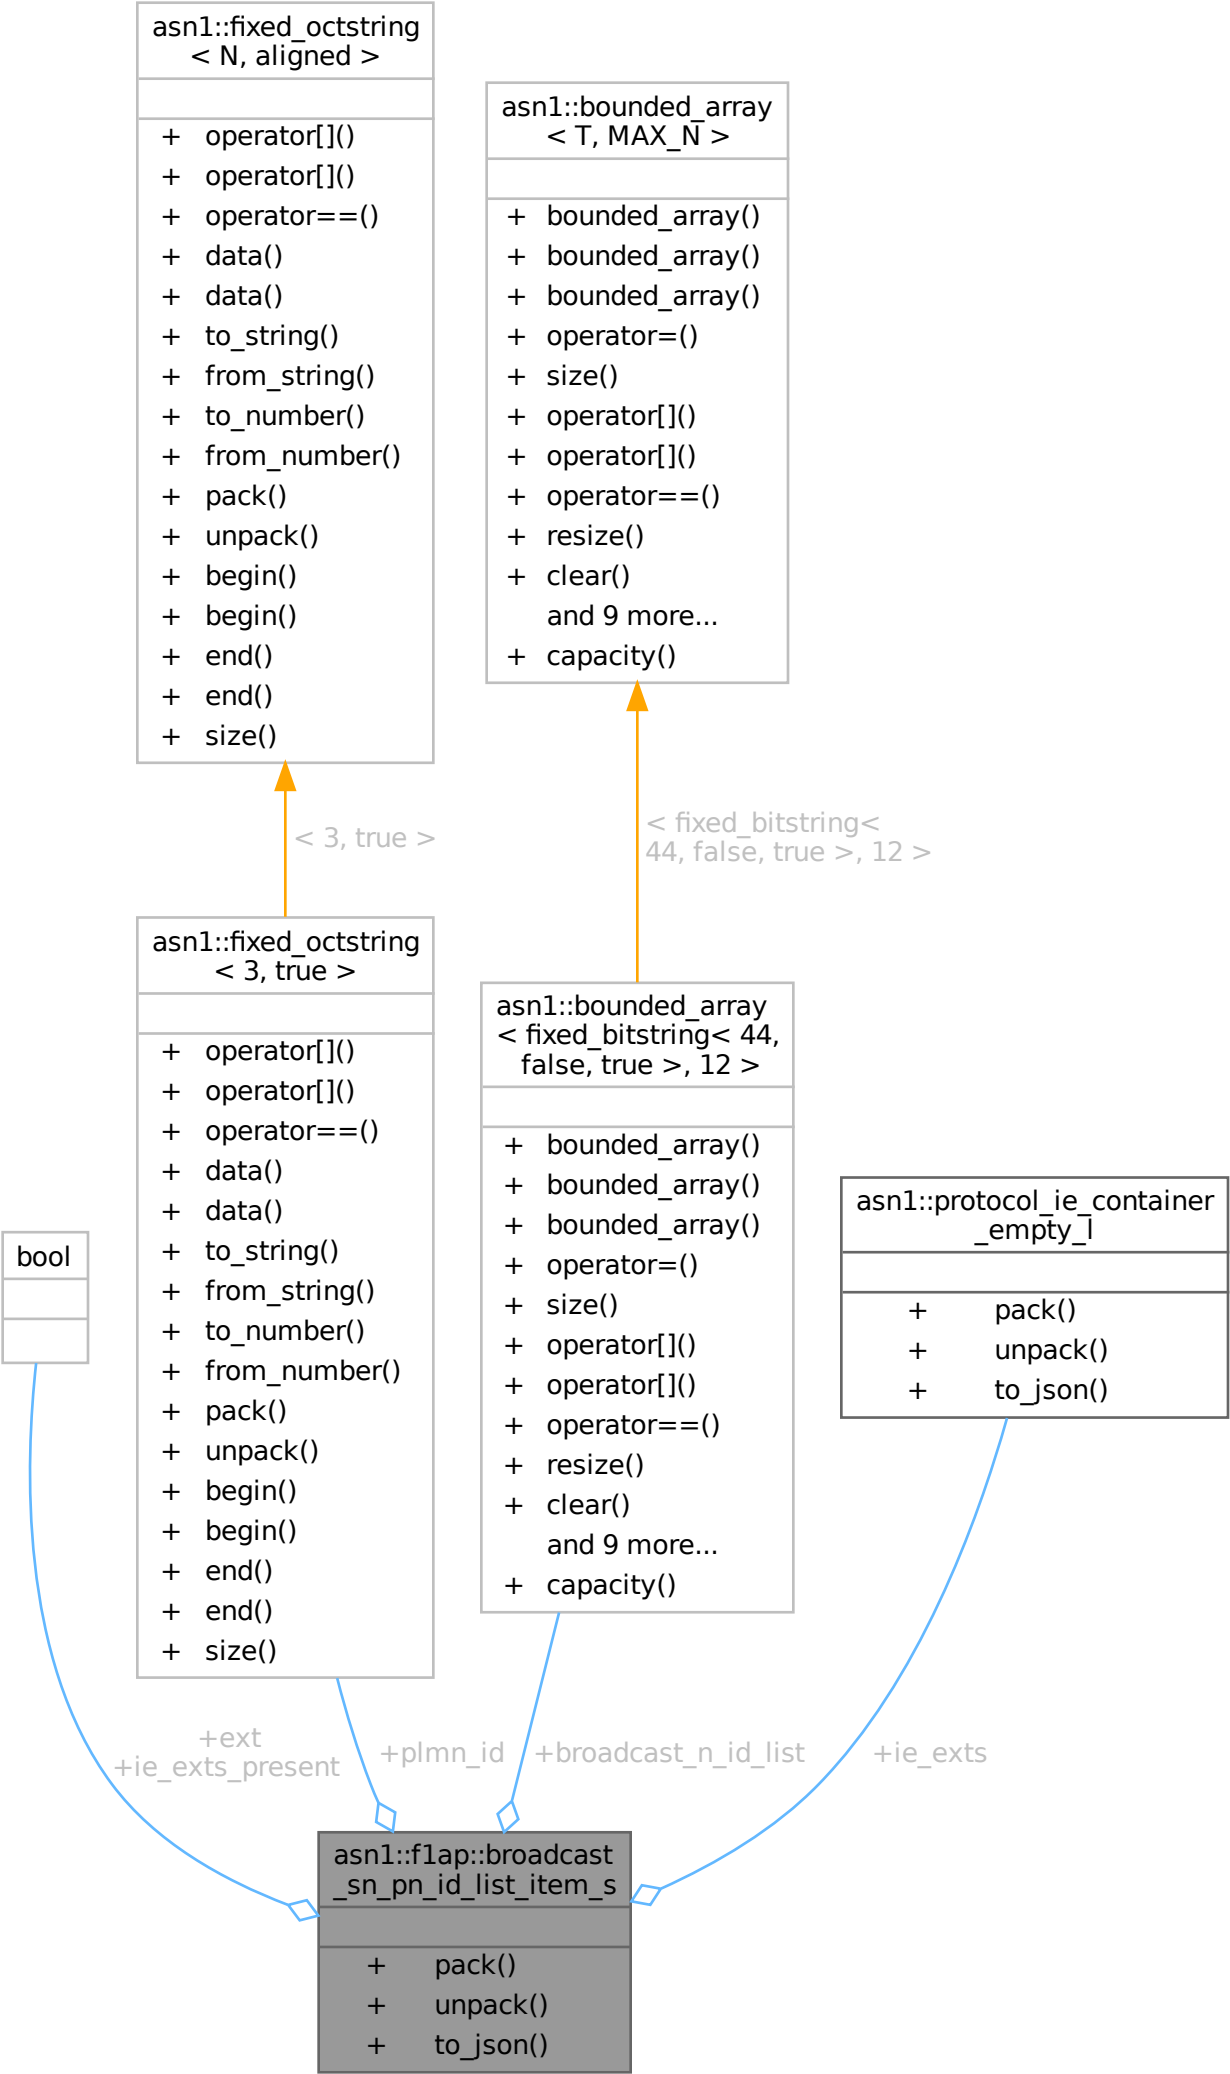 asn1::fixed_octstring
< N, aligned >
+ operator[]()
+ operator[]()
+ operator==()
+ data()
+ data()
+ to_string()
+ from_string()
+ to_number()
+ from_number()
+ pack()
+ unpack()
+ begin()
+ begin()
+ end()
+ end()
+ size()
asn1::bounded_array
< T, MAX_N >
+ bounded_array()
+ bounded_array()
+ bounded_array()
+ operator=()
+ size()
+ operator[]()
+ operator[]()
+ operator==()
+ resize()
+ clear()
and 9 more...
+ capacity()
< 3, true >
< fixed_bitstring<
44, false, true >, 12 >
asn1::fixed_octstring
< 3, true >
+ operator[]()
+ operator[]()
+ operator==()
+ data()
+ data()
+ to_string()
+ from_string()
+ to_number()
+ from_number()
+ pack()
+ unpack()
+ begin()
+ begin()
+ end()
+ end()
+ size()
asn1::bounded_array
< fixed_bitstring< 44,
false, true >, 12 >
+ bounded_array()
+ bounded_array()
+ bounded_array()
+ operator=()
+ size()
+ operator[]()
+ operator[]()
+ operator==()
+ resize()
+ clear()
and 9 more...
+ capacity()
asn1::protocol_ie_container
_empty_l
+ pack()
+ unpack()
+ to_json()
bool
+ext
+ie_exts_present
+plmn_id
+broadcast_n_id_list
+ie_exts
asn1::f1ap::broadcast
_sn_pn_id_list_item_s
+ pack()
+ unpack()
+ to_json()